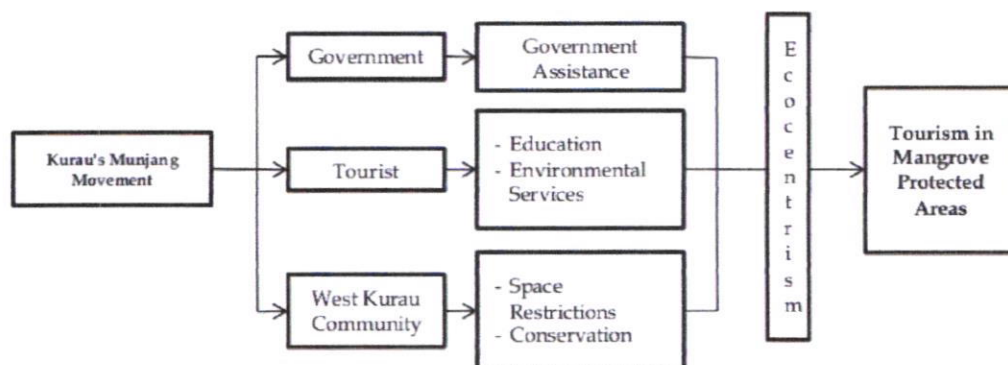 Kurau's Munjang
Movement
Government
Tourist
West Kurau
Community
Government
Assistance
- Education
- Environmental
Services
- Space
Restrictions
- Conservation
Ecocentrism
Tourism in
Mangrove
Protected
Areas